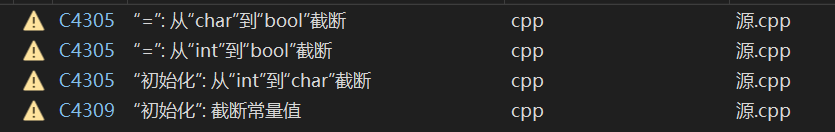 C4305 “=”: 从“char”到“bool”截断 cpp 源.cpp
C4305 “=”: 从“int”到“bool”截断 cpp 源.cpp
C4305 “初始化”: 从“int”到“char”截断 cpp 源.cpp
C4309 “初始化”: 截断常量值 cpp 源.cpp